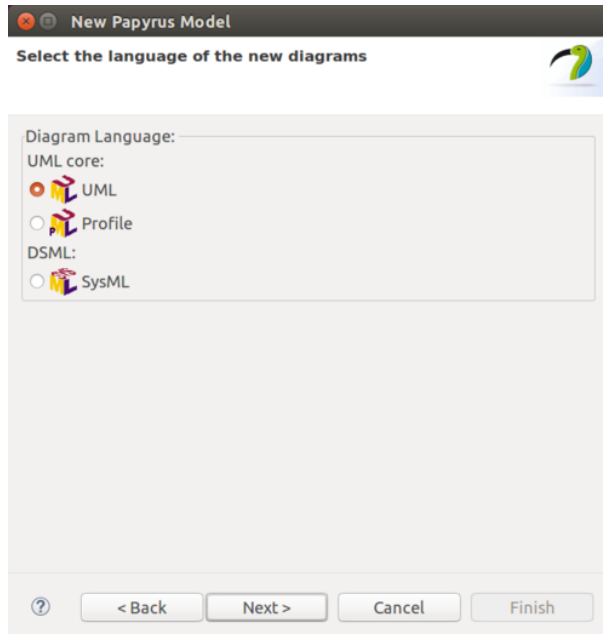 New Papyrus Model
Select the language of the new diagrams
Diagram Language:
UML core:
UML
Profile
DSML:
SysML
?
< Back Next > Cancel Finish